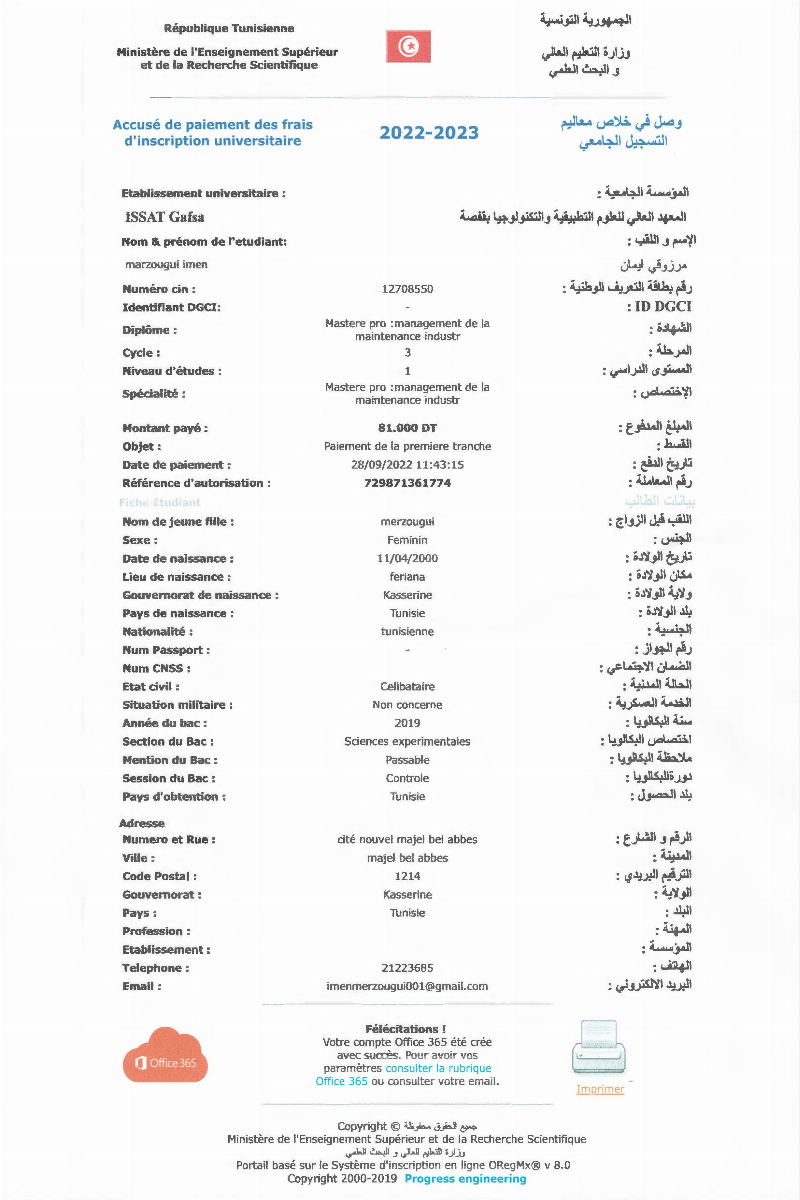 République Tunisienne
Ministère de l'Enseignement Supérieur
et de la Recherche Scientifique
الجمهورية التونسية
وزارة التعليم العالي
و البحث العلمي
Accusé de paiement des frais
d'inscription universitaire
2022-2023
وصل في خلاص معاليم
التسجيل الجامعي
Etablissement universitaire : المؤسسة الجامعية :
ISSAT Gafsa المعهد العالي للعلوم التطبيقية والتكنولوجيا بقفصة
Nom & prénom de l'etudiant: الإسم و اللقب :
marzougui imen مرزوقي ايمان
Numéro cin : 12708550 رقم بطاقة التعريف الوطنية :
Identifiant DGCI: - ID DGCI :
Diplôme : Mastere pro :management de la
maintenance industr الشهادة :
Cycle : 3 المرحلة :
Niveau d'études : 1 المستوى الدراسي :
Spécialité : Mastere pro :management de la
maintenance industr الإختصاص :
Montant payé : 81.000 DT المبلغ المدفوع :
Objet : Paiement de la premiere tranche القسط :
Date de paiement : 28/09/2022 11:43:15 تاريخ الدفع :
Référence d'autorisation : 729871361774 رقم المعاملة :
Fiche Etudiant بيانات الطالب
Nom de jeune fille : merzougui اللقب قبل الزواج :
Sexe : Feminin الجنس :
Date de naissance : 11/04/2000 تاريخ الولادة :
Lieu de naissance : feriana مكان الولادة :
Gouvernorat de naissance : Kasserine ولاية الولادة :
Pays de naissance : Tunisie بلد الولادة :
Nationalité : tunisienne الجنسية :
Num Passport : - رقم الجواز :
Num CNSS : الضمان الاجتماعي :
Etat civil : Celibataire الحالة المدنية :
Situation militaire : Non concerne الخدمة العسكرية :
Année du bac : 2019 سنة البكالوريا :
Section du Bac : Sciences experimentales اختصاص البكالوريا :
Mention du Bac : Passable ملاحظة البكالوريا :
Session du Bac : Controle دورةالبكالوريا :
Pays d'obtention : Tunisie بلد الحصول :
Adresse
Numero et Rue : cité nouvel majel bel abbes الرقم و الشارع :
Ville : majel bel abbes المدينة :
Code Postal : 1214 الترقيم البريدي :
Gouvernorat : Kasserine الولاية :
Pays : Tunisie البلد :
Profession : المهنة :
Etablissement : المؤسسة :
Telephone : 21223685 الهاتف :
Email : imenmerzougui001@gmail.com البريد الالكتروني :
Office 365
Félécitations !
Votre compte Office 365 été crée
avec succès. Pour avoir vos
paramètres consulter la rubrique
Office 365 ou consulter votre email.
Imprimer
Copyright © جميع الحقوق محفوظة
Ministère de l'Enseignement Supérieur et de la Recherche Scientifique
وزارة التعليم العالي و البحث العلمي
Portail basé sur le Système d'inscription en ligne ORegMx® v 8.0
Copyright 2000-2019 Progress engineering